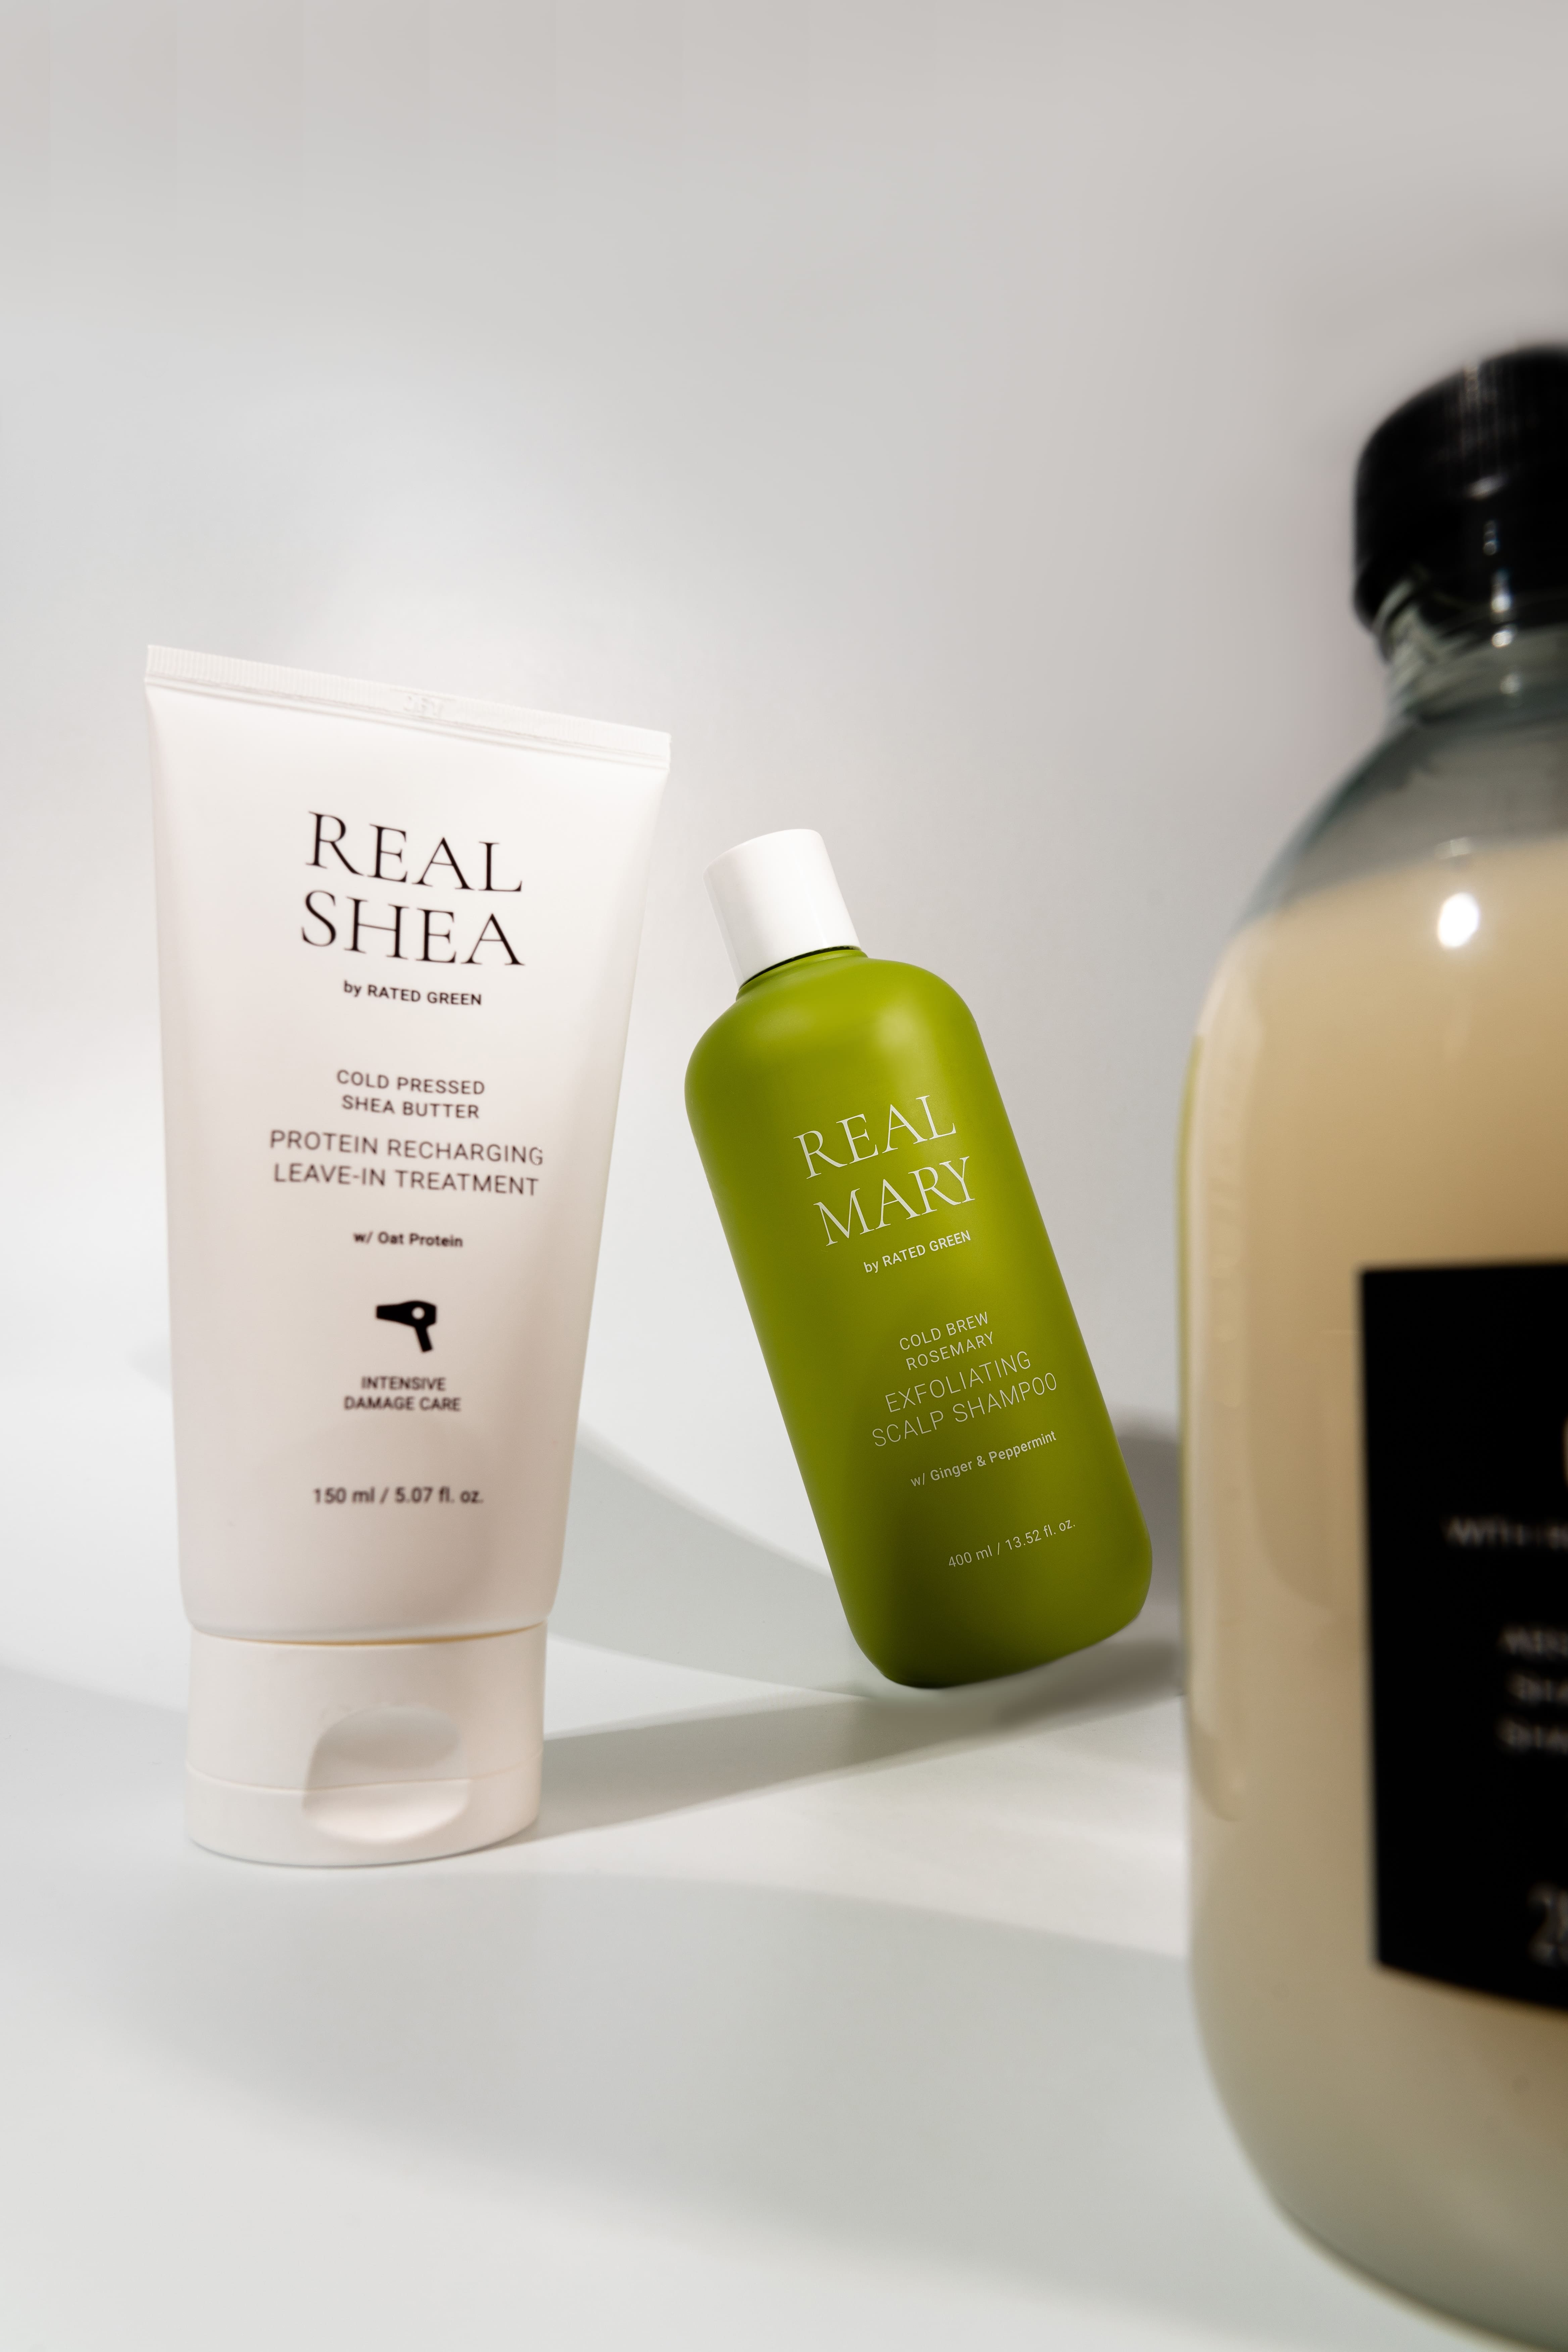 REAL
SHEA
by RATED GREEN
COLD PRESSED
SHEA BUTTER
PROTEIN RECHARGING
LEAVE-IN TREATMENT
w/ Oat Protein
INTENSIVE
DAMAGE CARE
150 ml / 5.07 fl. oz.
REAL
MARY
by RATED GREEN
COLD BREW
ROSEMARY
EXFOLIATING
SCALP SHAMPOO
w/ Ginger & Peppermint
400 ml / 13.52 fl. oz.